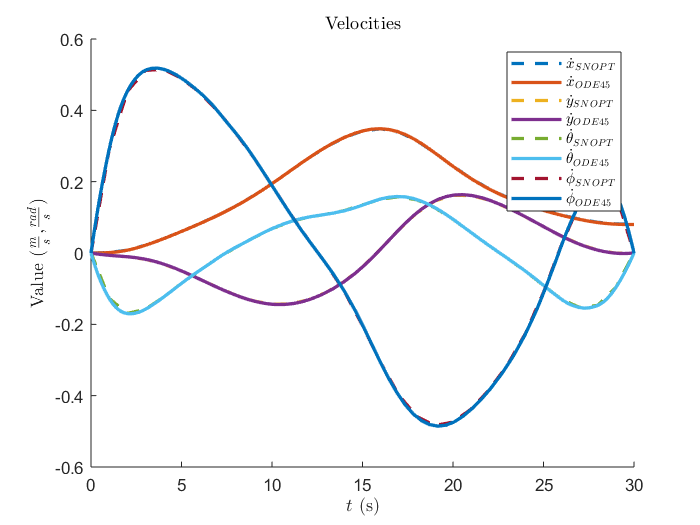 Velocities
0.6
0.4
0.2
0
-0.2
-0.4
-0.6
Value (m/s, rad/s)
0 5 10 15 20 25 30
t (s)
ẋ_SNOPT
ẋ_ODE45
ẏ_SNOPT
ẏ_ODE45
θ̇_SNOPT
θ̇_ODE45
ϕ̇_SNOPT
ϕ̇_ODE45